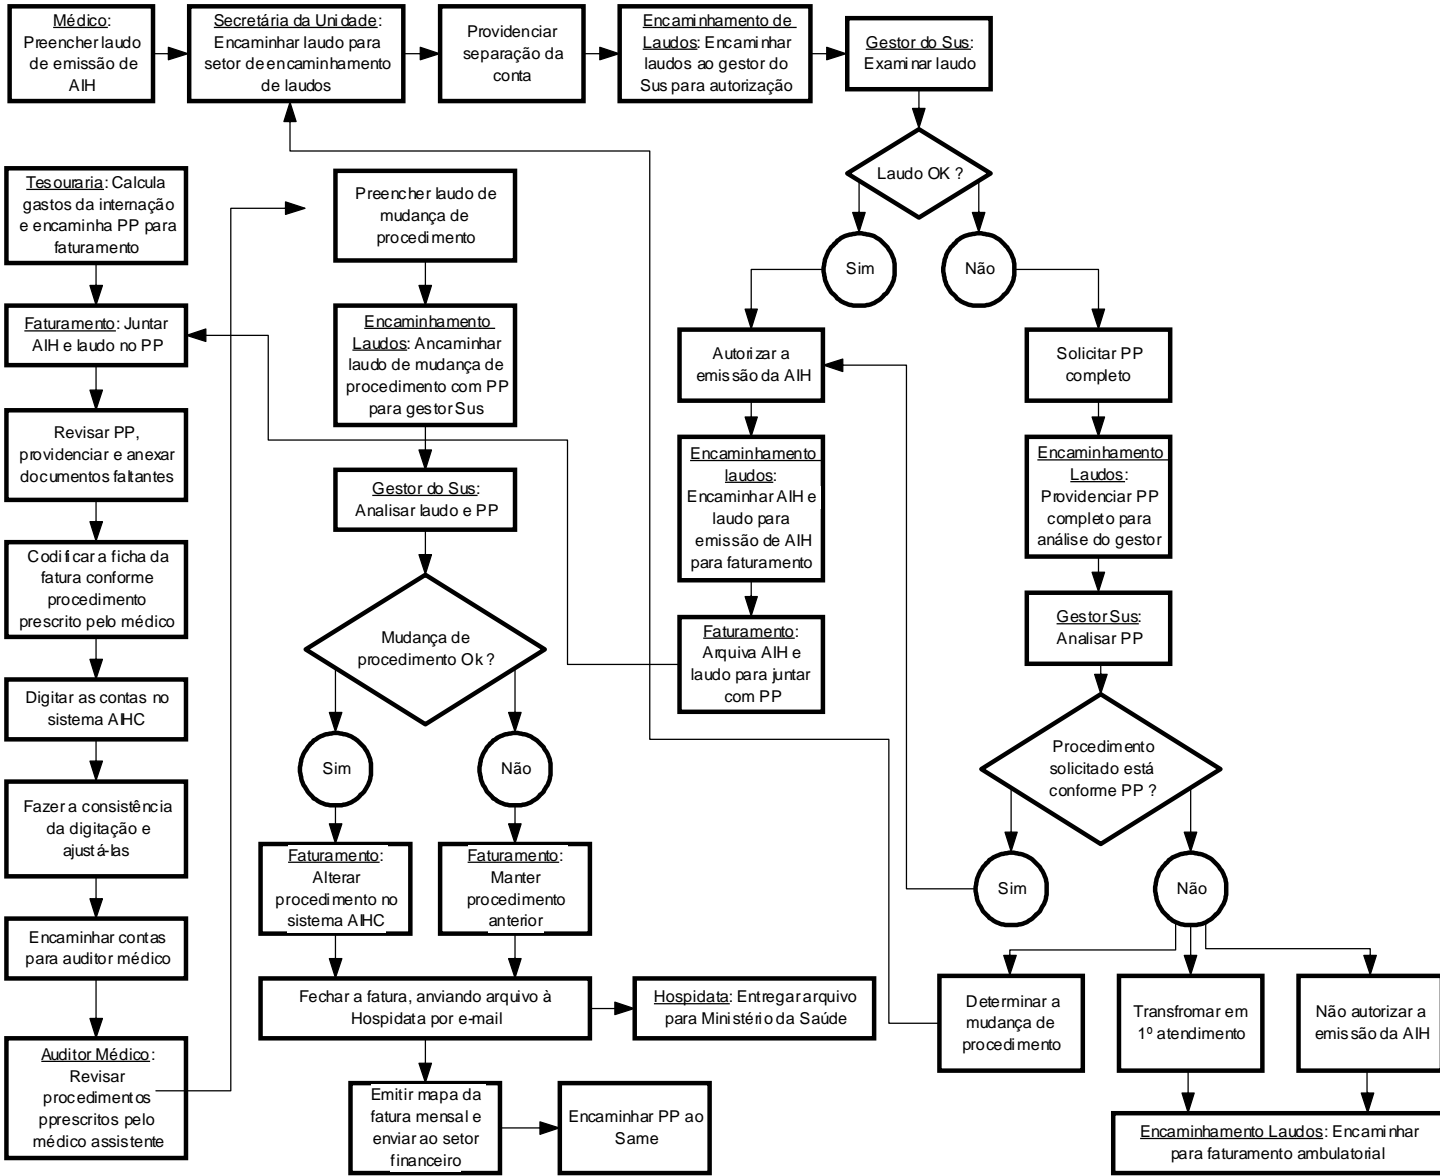 Médico:
Preencher laudo
de emissão de
AIH
Secretária da Unidade:
Encaminhar laudo para
setor de encaminhamento
de laudos
Providenciar
separação da
conta
Encaminhamento de
Laudos: Encaminhar
laudos ao gestor do
Sus para autorização
Gestor do Sus:
Examinar laudo
Laudo OK ?
Sim
Não
Tesouraria: Calcula
gastos da internação
e encaminha PP para
faturamento
Faturamento: Juntar
AIH e laudo no PP
Revisar PP,
providenciar e anexar
documentos faltantes
Codificar a ficha da
fatura conforme
procedimento
prescrito pelo médico
Digitar as contas no
sistema AIHC
Fazer a consistência
da digitação e
ajustá-las
Encaminhar contas
para auditor médico
Auditor Médico:
Revisar
procedimentos
pprescritos pelo
médico assistente
Preencher laudo de
mudança de
procedimento
Encaminhamento
Laudos: Ancaminhar
laudo de mudança de
procedimento com PP
para gestor Sus
Gestor do Sus:
Analisar laudo e PP
Mudança de
procedimento Ok ?
Sim
Não
Faturamento:
Alterar
procedimento no
sistema AIHC
Faturamento:
Manter
procedimento
anterior
Fechar a fatura, anviando arquivo à
Hospidata por e-mail
Hospidata: Entregar arquivo
para Ministério da Saúde
Emitir mapa da
fatura mensal e
enviar ao setor
financeiro
Encaminhar PP ao
Same
Autorizar a
emissão da AIH
Encaminhamento
laudos:
Encaminhar AIH e
laudo para
emissão de AIH
para faturamento
Faturamento:
Arquiva AIH e
laudo para juntar
com PP
Solicitar PP
completo
Encaminhamento
Laudos:
Providenciar PP
completo para
análise do gestor
Gestor Sus:
Analisar PP
Procedimento
solicitado está
conforme PP ?
Sim
Não
Determinar a
mudança de
procedimento
Transfromar em
1º atendimento
Não autorizar a
emissão da AIH
Encaminhamento Laudos: Encaminhar
para faturamento ambulatorial